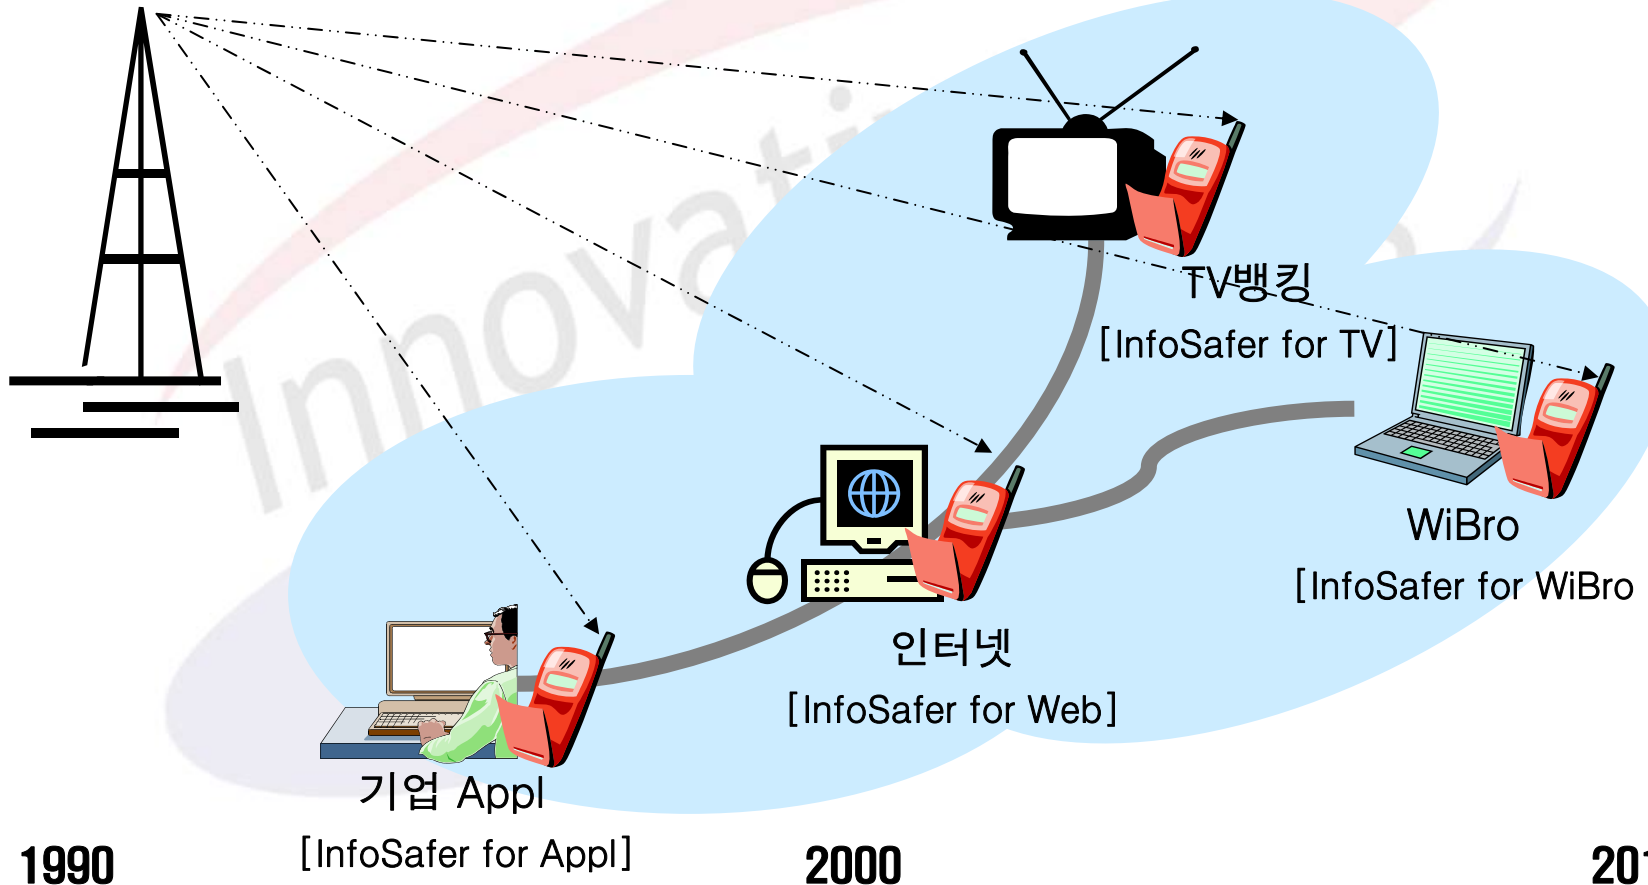 TV뱅킹
[InfoSafer for TV]
WiBro
[InfoSafer for WiBro
인터넷
[InfoSafer for Web]
기업 Appl
[InfoSafer for Appl]
1990
2000